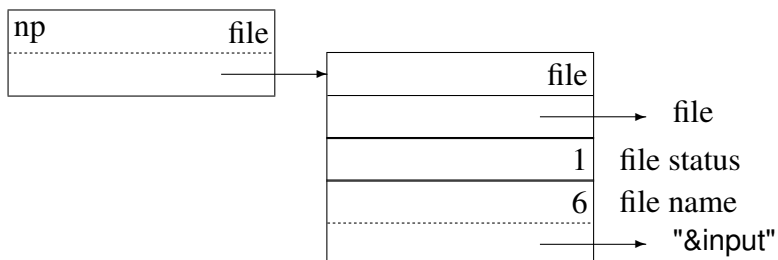 np file
file
file
1 file status
6 file name
"&input"